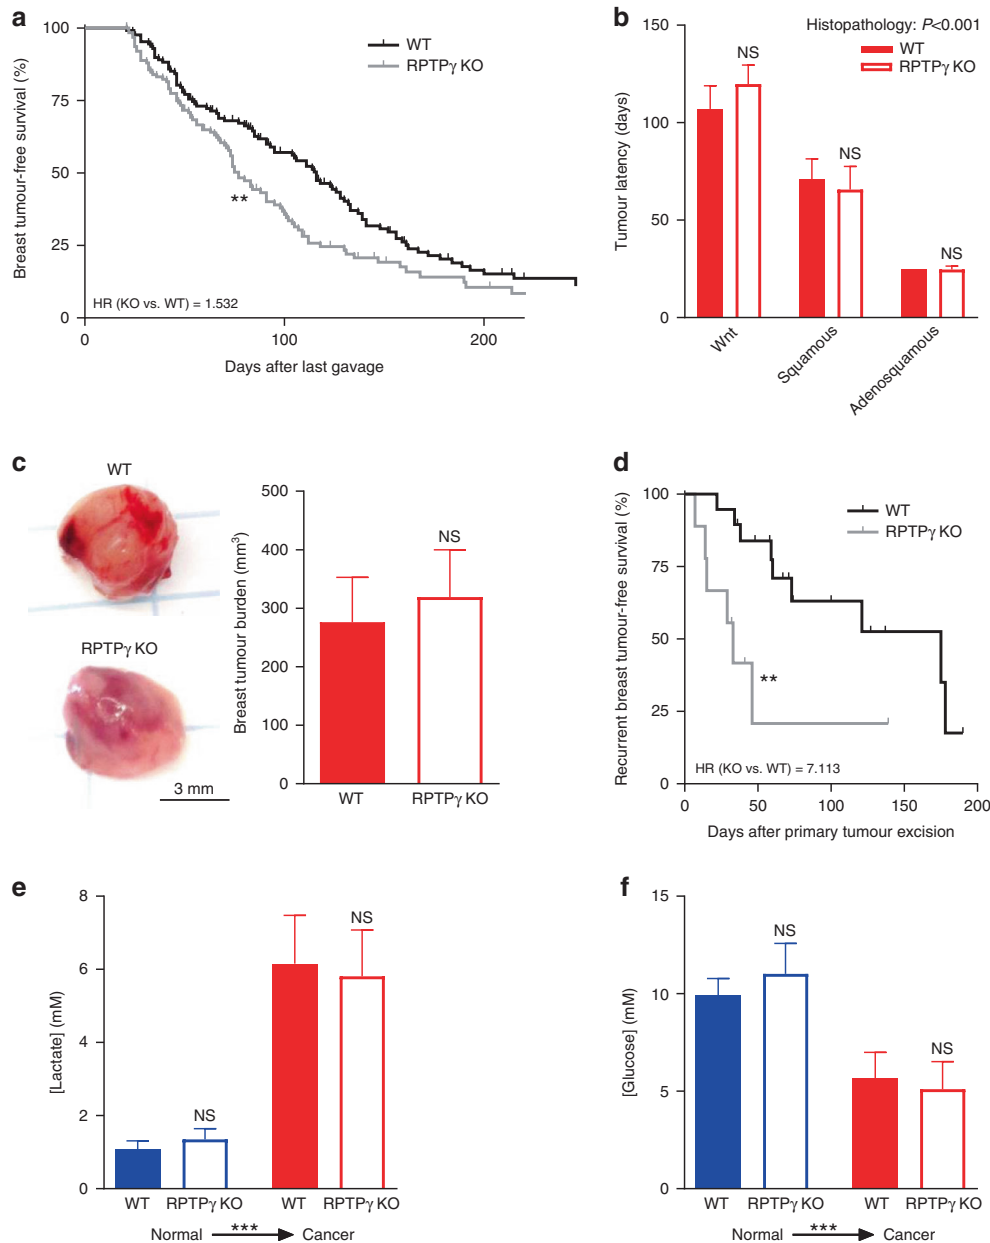 a
100
75
50
25
0
Breast tumour-free survival (%)
WT
RPTPγ KO
**
HR (KO vs. WT) = 1.532
0
100
200
Days after last gavage
b
150
100
50
0
Tumour latency (days)
Histopathology: P<0.001
WT
RPTPγ KO
NS
NS
NS
Wnt
Squamous
Adenosquamous
c
WT
RPTPγ KO
3 mm
500
400
300
200
100
0
Breast tumour burden (mm³)
NS
WT
RPTPγ KO
d
100
75
50
25
0
Recurrent breast tumour-free survival (%)
WT
RPTPγ KO
**
HR (KO vs. WT) = 7.113
0
50
100
150
200
Days after primary tumour excision
e
8
6
4
2
0
[Lactate] (mM)
NS
NS
WT
RPTPγ KO
WT
RPTPγ KO
Normal *** Cancer
f
15
10
5
0
[Glucose] (mM)
NS
NS
WT
RPTPγ KO
WT
RPTPγ KO
Normal *** Cancer